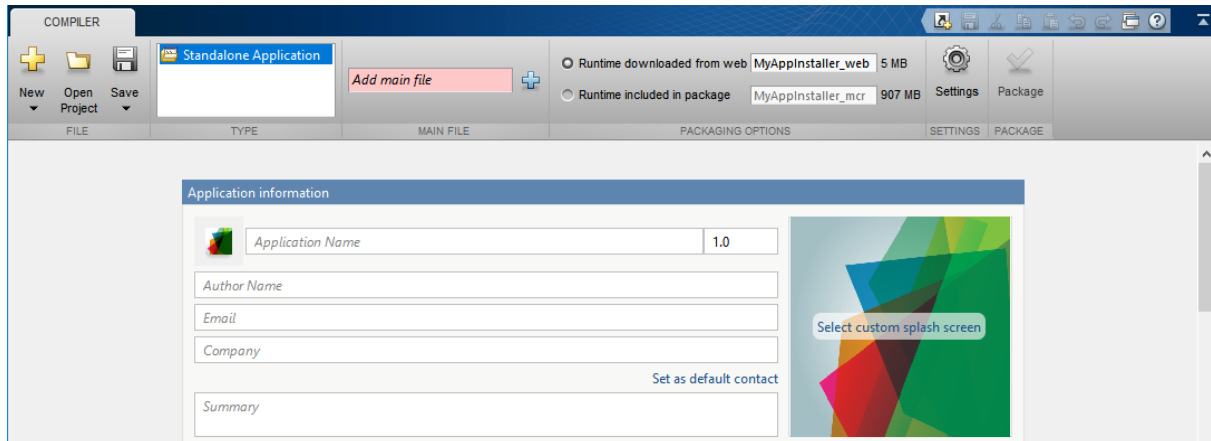 COMPILER
New
Open
Project
Save
FILE
Standalone Application
TYPE
Add main file
MAIN FILE
Runtime downloaded from web MyAppInstaller_web 5 MB
Runtime included in package MyAppInstaller_mcr 907 MB
PACKAGING OPTIONS
Settings
SETTINGS
Package
PACKAGE
Application information
Application Name 1.0
Author Name
Email
Company
Set as default contact
Summary
Select custom splash screen